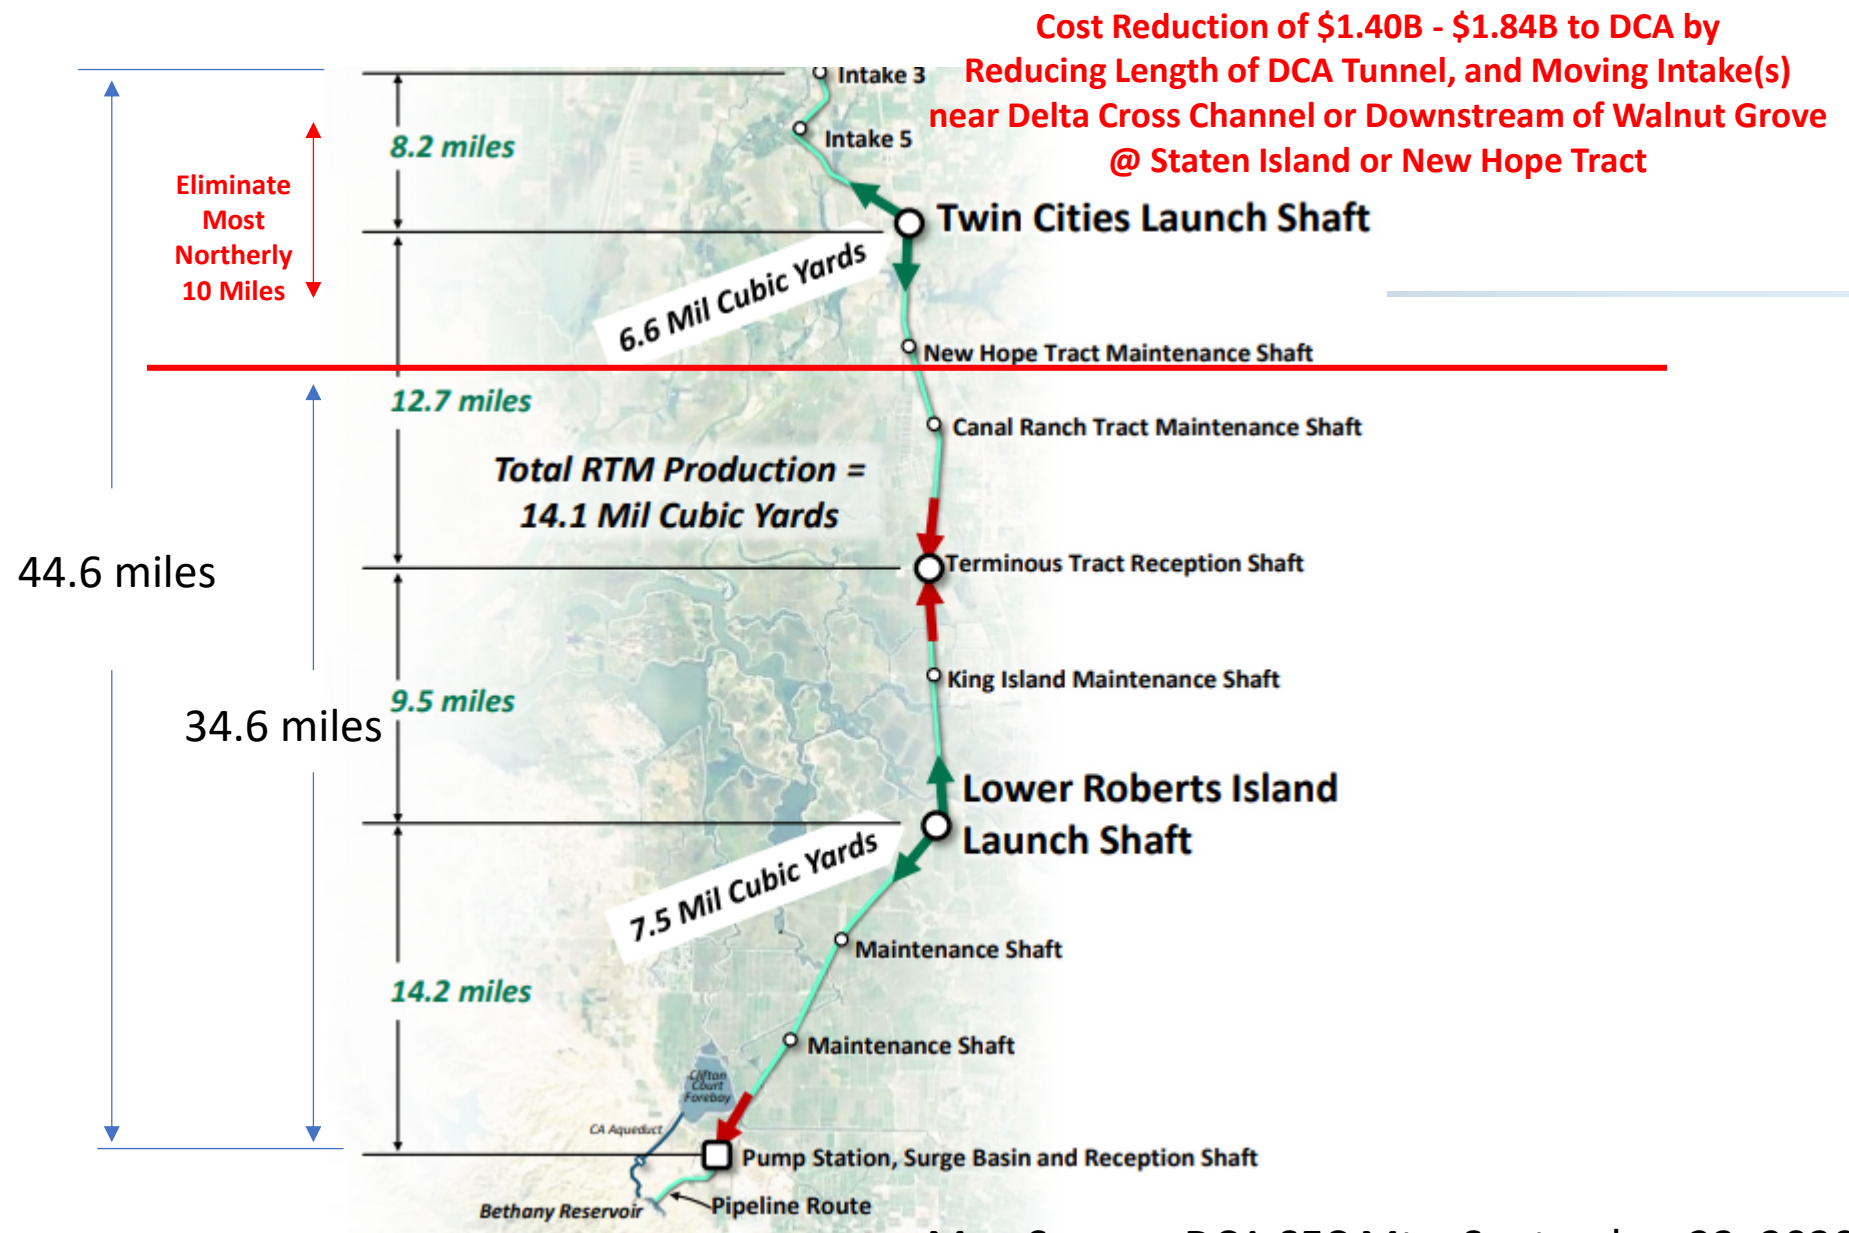 Cost Reduction of $1.40B - $1.84B to DCA by
Reducing Length of DCA Tunnel, and Moving Intake(s)
near Delta Cross Channel or Downstream of Walnut Grove
@ Staten Island or New Hope Tract
Intake 3
Intake 5
8.2 miles
Eliminate
Most
Northerly
10 Miles
Twin Cities Launch Shaft
6.6 Mil Cubic Yards
New Hope Tract Maintenance Shaft
12.7 miles
Canal Ranch Tract Maintenance Shaft
Total RTM Production =
14.1 Mil Cubic Yards
Terminous Tract Reception Shaft
44.6 miles
King Island Maintenance Shaft
9.5 miles
34.6 miles
Lower Roberts Island
Launch Shaft
7.5 Mil Cubic Yards
Maintenance Shaft
14.2 miles
Maintenance Shaft
Clifton
Court
Forebay
CA Aqueduct
Pump Station, Surge Basin and Reception Shaft
Pipeline Route
Bethany Reservoir